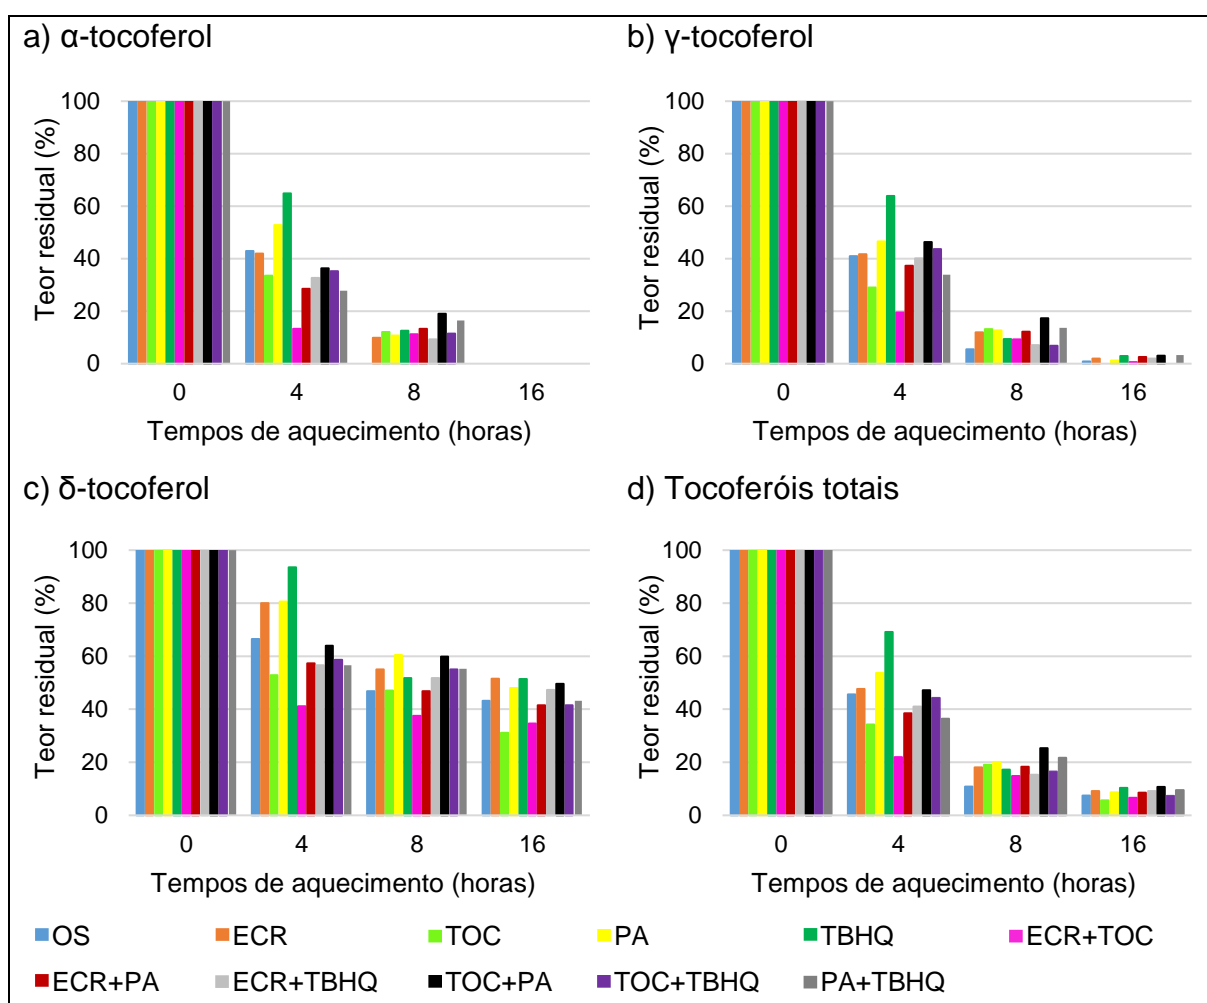 a) α-tocoferol
Teor residual (%)
100
80
60
40
20
0
0 4 8 16
Tempos de aquecimento (horas)
b) γ-tocoferol
Teor residual (%)
100
80
60
40
20
0
0 4 8 16
Tempos de aquecimento (horas)
c) δ-tocoferol
Teor residual (%)
100
80
60
40
20
0
0 4 8 16
Tempos de aquecimento (horas)
d) Tocoferóis totais
Teor residual (%)
100
80
60
40
20
0
0 4 8 16
Tempos de aquecimento (horas)
OS ECR TOC PA TBHQ ECR+TOC
ECR+PA ECR+TBHQ TOC+PA TOC+TBHQ PA+TBHQ